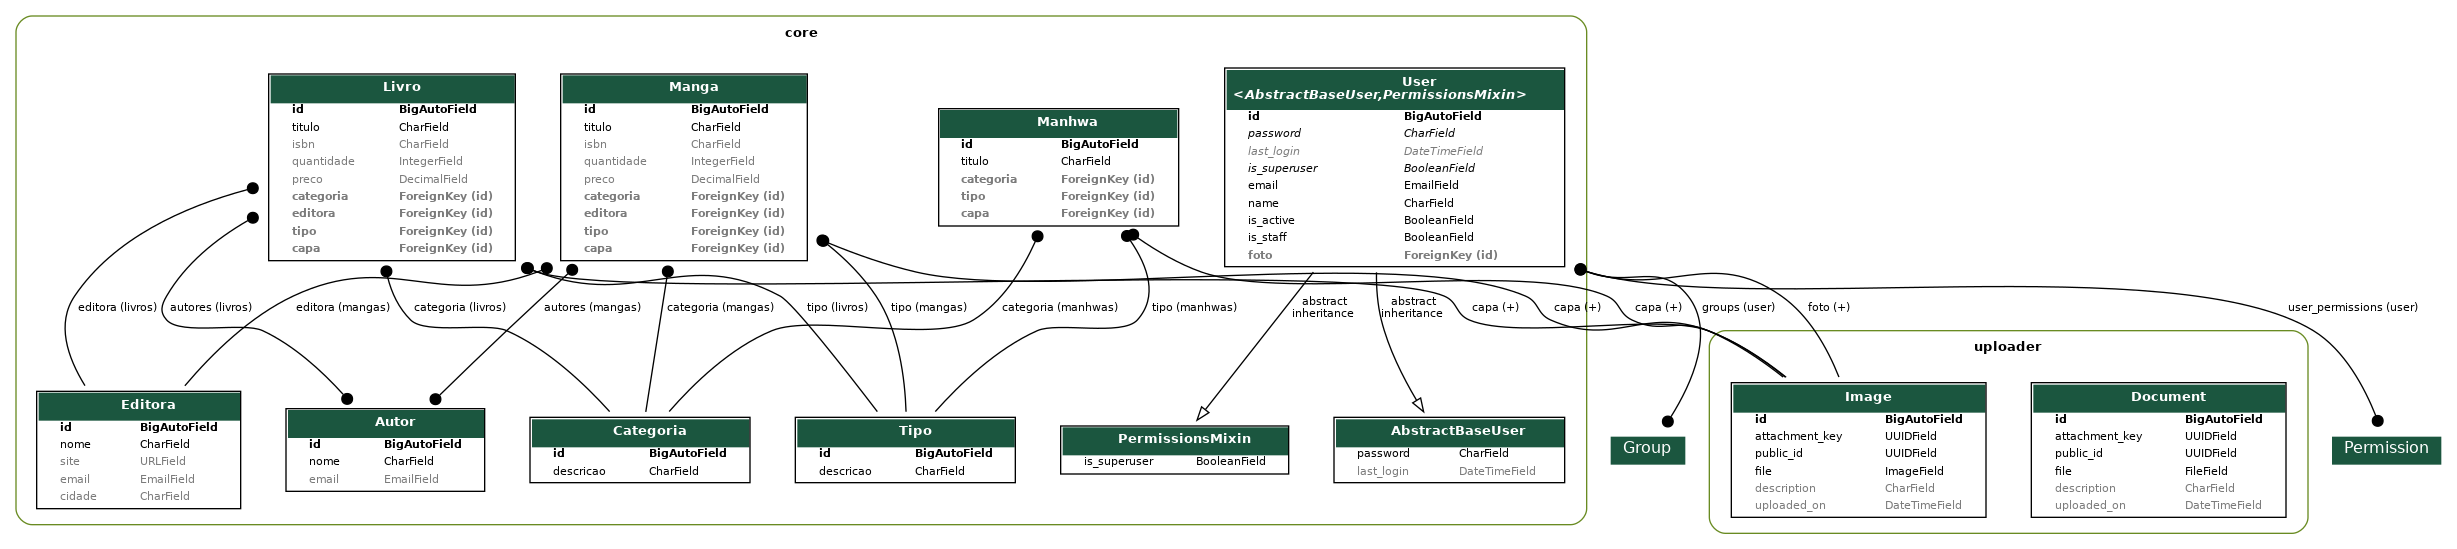 core
Livro
id BigAutoField
titulo CharField
isbn CharField
quantidade IntegerField
preco DecimalField
categoria ForeignKey (id)
editora ForeignKey (id)
tipo ForeignKey (id)
capa ForeignKey (id)
Manga
id BigAutoField
titulo CharField
isbn CharField
quantidade IntegerField
preco DecimalField
categoria ForeignKey (id)
editora ForeignKey (id)
tipo ForeignKey (id)
capa ForeignKey (id)
Manhwa
id BigAutoField
titulo CharField
categoria ForeignKey (id)
tipo ForeignKey (id)
capa ForeignKey (id)
User
<AbstractBaseUser,PermissionsMixin>
id BigAutoField
password CharField
last_login DateTimeField
is_superuser BooleanField
email EmailField
name CharField
is_active BooleanField
is_staff BooleanField
foto ForeignKey (id)
editora (livros)
autores (livros)
editora (mangas)
categoria (livros)
autores (mangas)
categoria (mangas)
tipo (livros)
tipo (mangas)
categoria (manhwas)
tipo (manhwas)
abstract
inheritance
abstract
inheritance
capa (+)
capa (+)
capa (+)
groups (user)
foto (+)
user_permissions (user)
Editora
id BigAutoField
nome CharField
site URLField
email EmailField
cidade CharField
Autor
id BigAutoField
nome CharField
email EmailField
Categoria
id BigAutoField
descricao CharField
Tipo
id BigAutoField
descricao CharField
PermissionsMixin
is_superuser BooleanField
AbstractBaseUser
password CharField
last_login DateTimeField
Group
uploader
Image
id BigAutoField
attachment_key UUIDField
public_id UUIDField
file ImageField
description CharField
uploaded_on DateTimeField
Document
id BigAutoField
attachment_key UUIDField
public_id UUIDField
file FileField
description CharField
uploaded_on DateTimeField
Permission